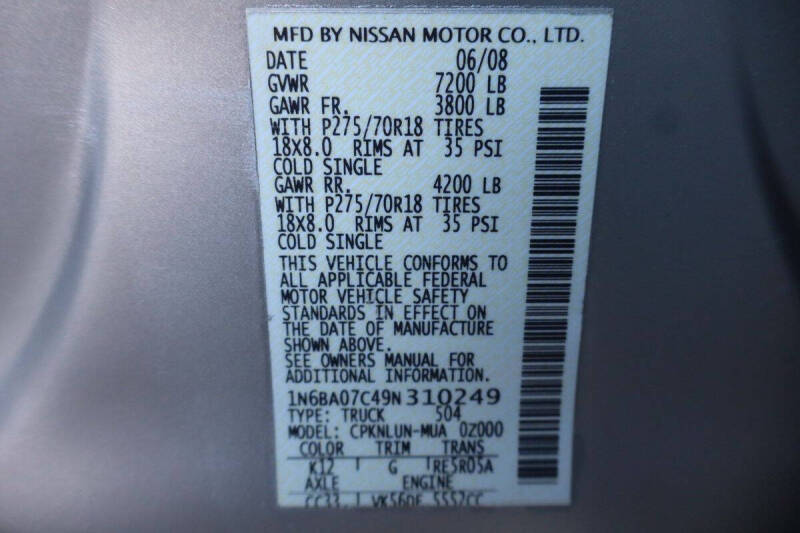 MFD BY NISSAN MOTOR CO., LTD.
DATE 06/08
GVWR 7200 LB
GAWR FR. 3800 LB
WITH P275/70R18 TIRES
18X8.0 RIMS AT 35 PSI
COLD SINGLE
GAWR RR. 4200 LB
WITH P275/70R18 TIRES
18X8.0 RIMS AT 35 PSI
COLD SINGLE
THIS VEHICLE CONFORMS TO
ALL APPLICABLE FEDERAL
MOTOR VEHICLE SAFETY
STANDARDS IN EFFECT ON
THE DATE OF MANUFACTURE
SHOWN ABOVE.
SEE OWNERS MANUAL FOR
ADDITIONAL INFORMATION.
1N6BA07C49N310249
TYPE: TRUCK 504
MODEL: CPKNLUN-MUA 0Z000
COLOR TRIM TRANS
K12 G RE5R05A
AXLE ENGINE
CC33 VK56DE 5552CC